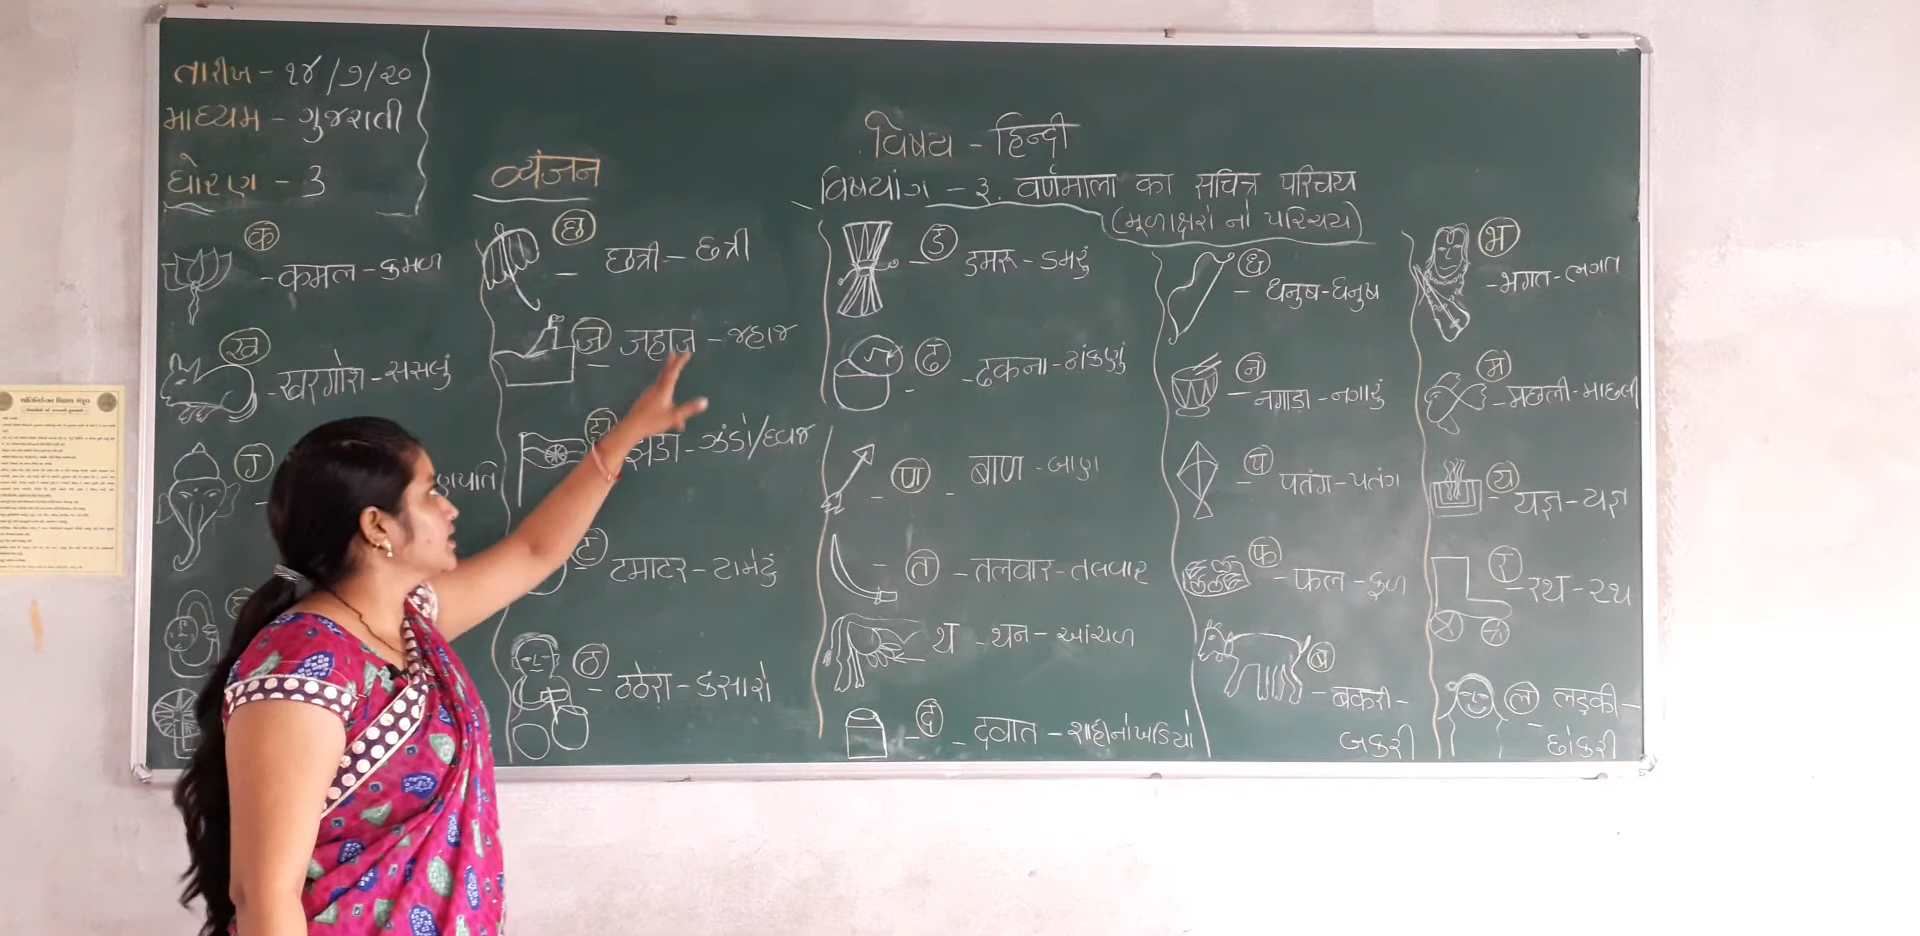 તારીખ - ૧૪/૭/૨૦
માધ્યમ - ગુજરાતી
ધોરણ - 3
विषय - हिन्दी
विषयांग - ३. वर्णमाला का सचित्र परिचय
(મૂળાક્ષરો નો પરિચય)
व्यंजन
क - कमल - કમળ
ख - खरगोश - સસલું
ग -
घ
छ - छत्री - છત્રી
ज - जहाज - જહાજ
झ झंडा - ઝંડો/ધ્વજ
ट - टमाटर - ટામેટું
ठ - ठठेरा - કંસારો
ड - डमरू - ડમરું
ढ - ढकना - ઢાંકણું
ण - बाण - બાણ
त - तलवार - તલવાર
थ - थन - આંચળ
द - दवात - શાહીનો ખડિયો
ध - धनुष - ધનુષ
न - नगाड़ा - નગારું
प - पतंग - પતંગ
फ - फल - ફળ
ब - बकरी -
બકરી
भ - भगत - ભગત
म - मछली - માછલી
य - यज्ञ - યજ્ઞ
र - रथ - રથ
ल - लड़की -
છોકરી